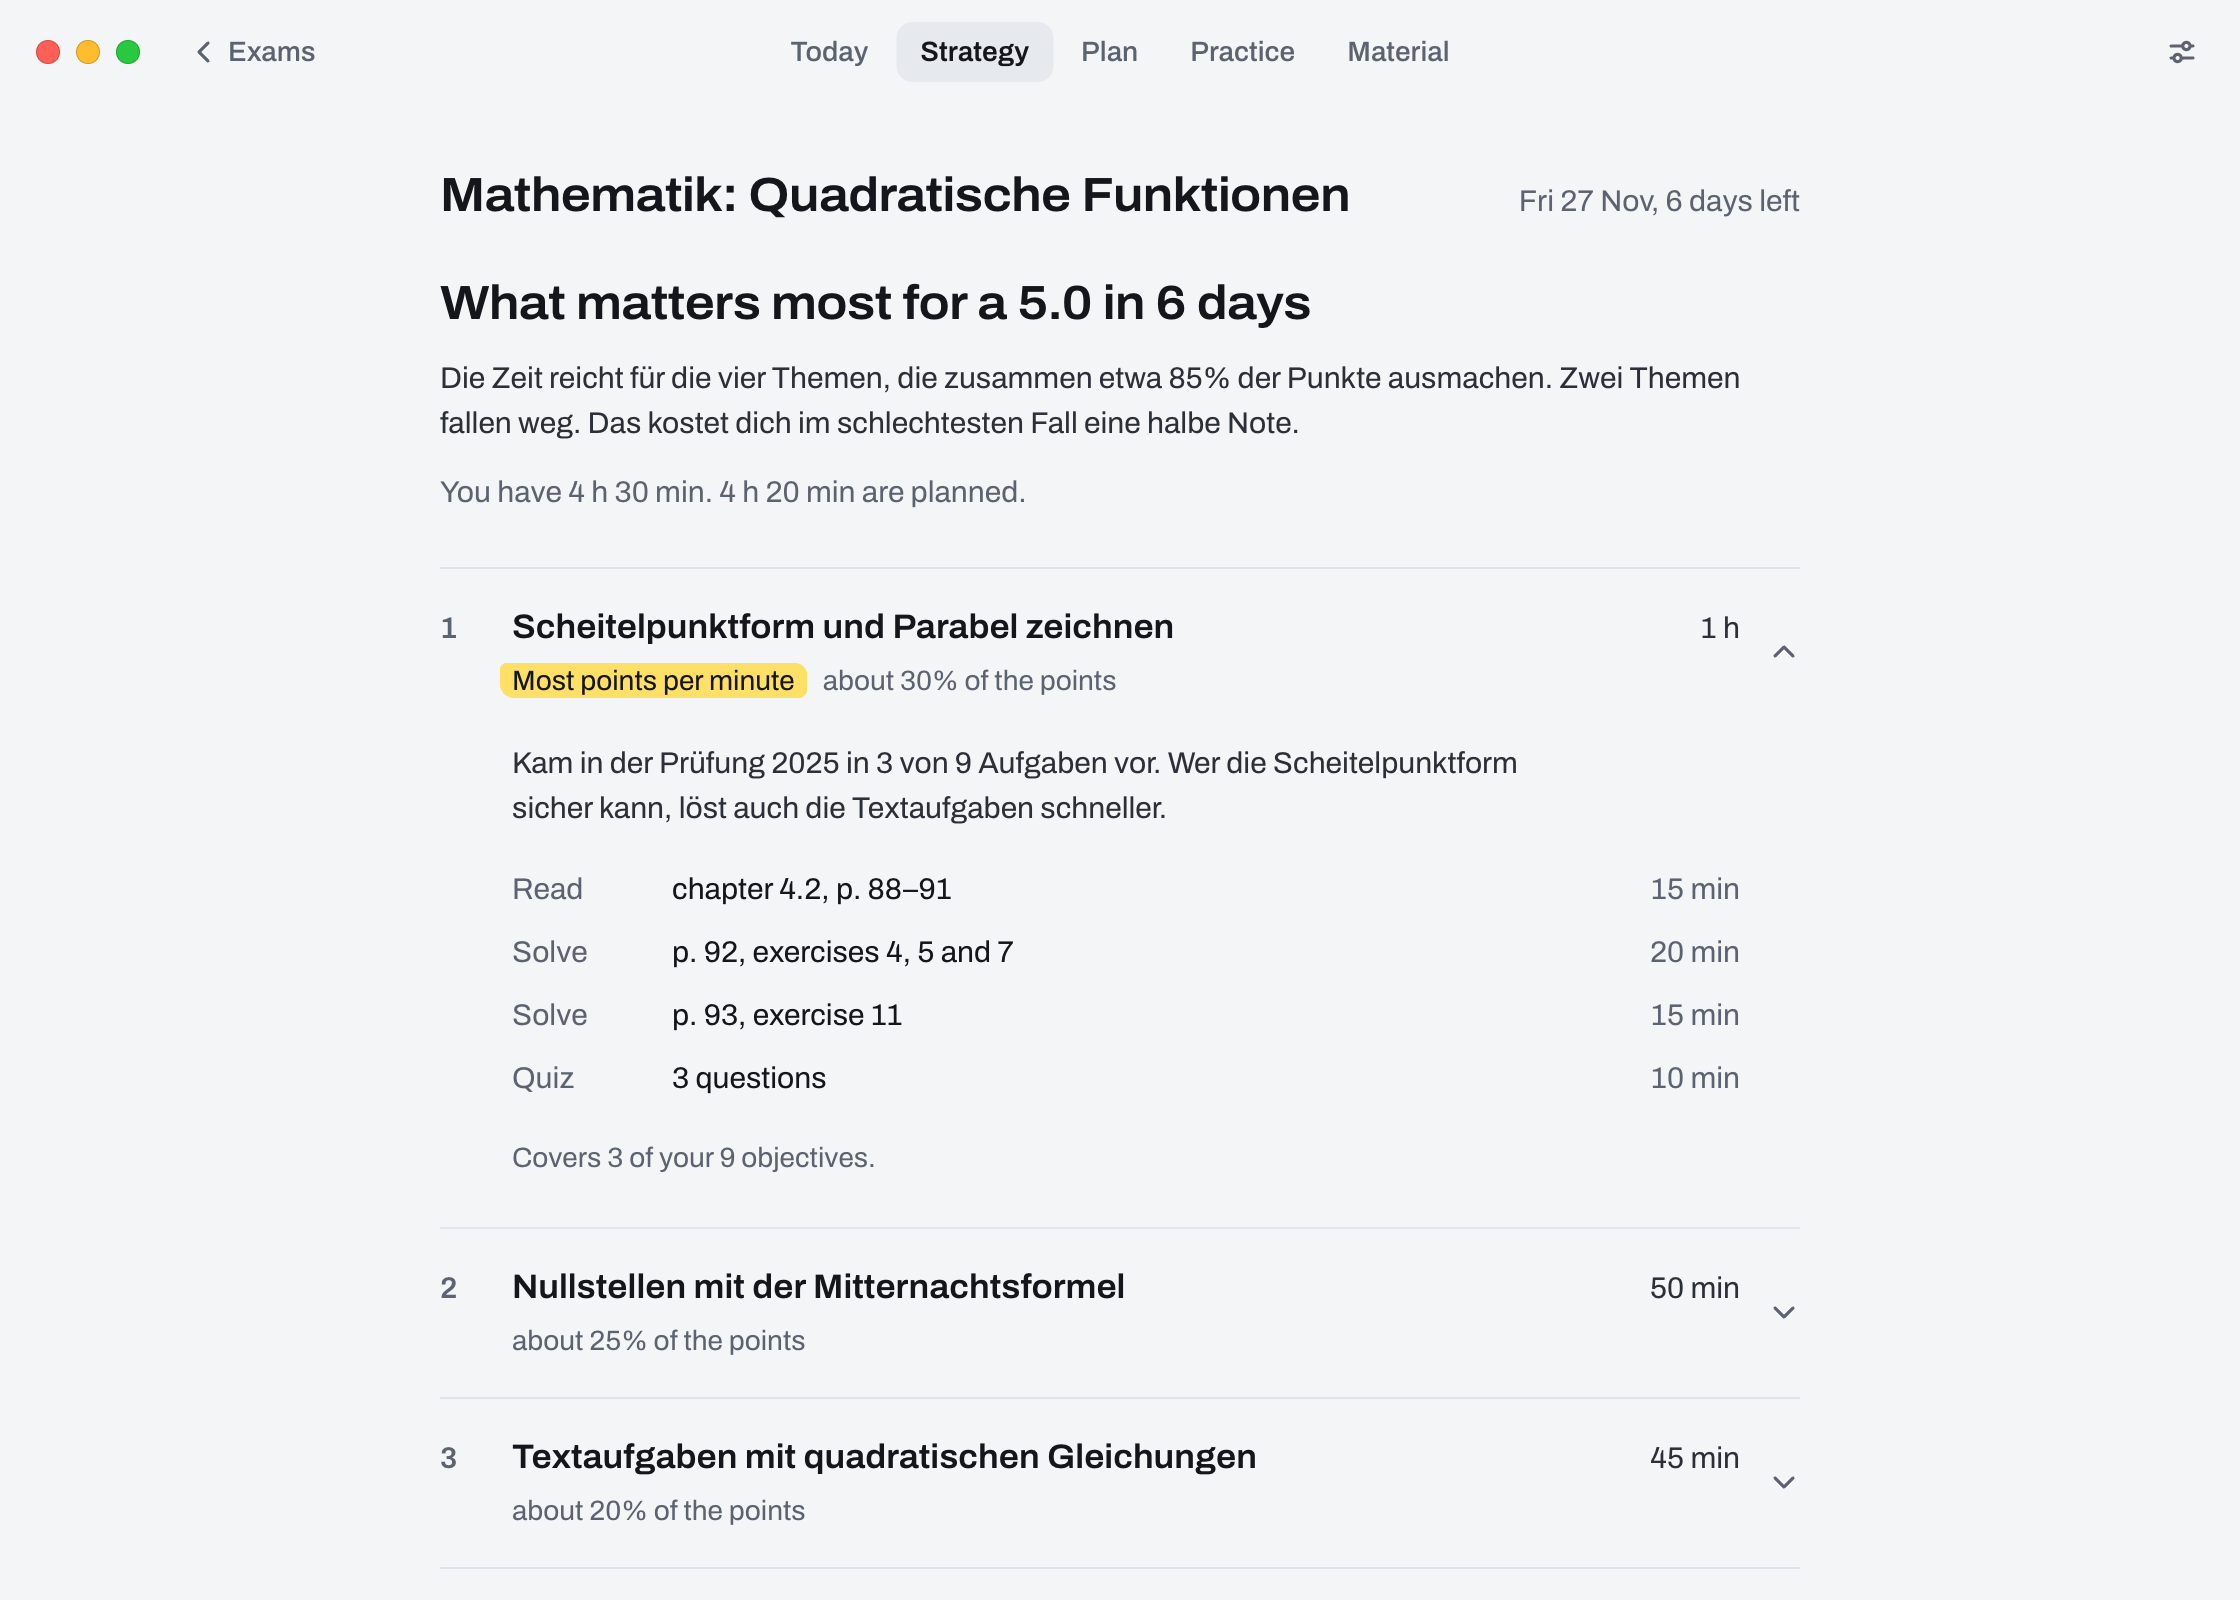 Exams
Today Strategy Plan Practice Material
Mathematik: Quadratische Funktionen
Fri 27 Nov, 6 days left
What matters most for a 5.0 in 6 days
Die Zeit reicht für die vier Themen, die zusammen etwa 85% der Punkte ausmachen. Zwei Themen
fallen weg. Das kostet dich im schlechtesten Fall eine halbe Note.
You have 4 h 30 min. 4 h 20 min are planned.
1 Scheitelpunktform und Parabel zeichnen 1 h
Most points per minute about 30% of the points
Kam in der Prüfung 2025 in 3 von 9 Aufgaben vor. Wer die Scheitelpunktform
sicher kann, löst auch die Textaufgaben schneller.
Read chapter 4.2, p. 88–91 15 min
Solve p. 92, exercises 4, 5 and 7 20 min
Solve p. 93, exercise 11 15 min
Quiz 3 questions 10 min
Covers 3 of your 9 objectives.
2 Nullstellen mit der Mitternachtsformel 50 min
about 25% of the points
3 Textaufgaben mit quadratischen Gleichungen 45 min
about 20% of the points